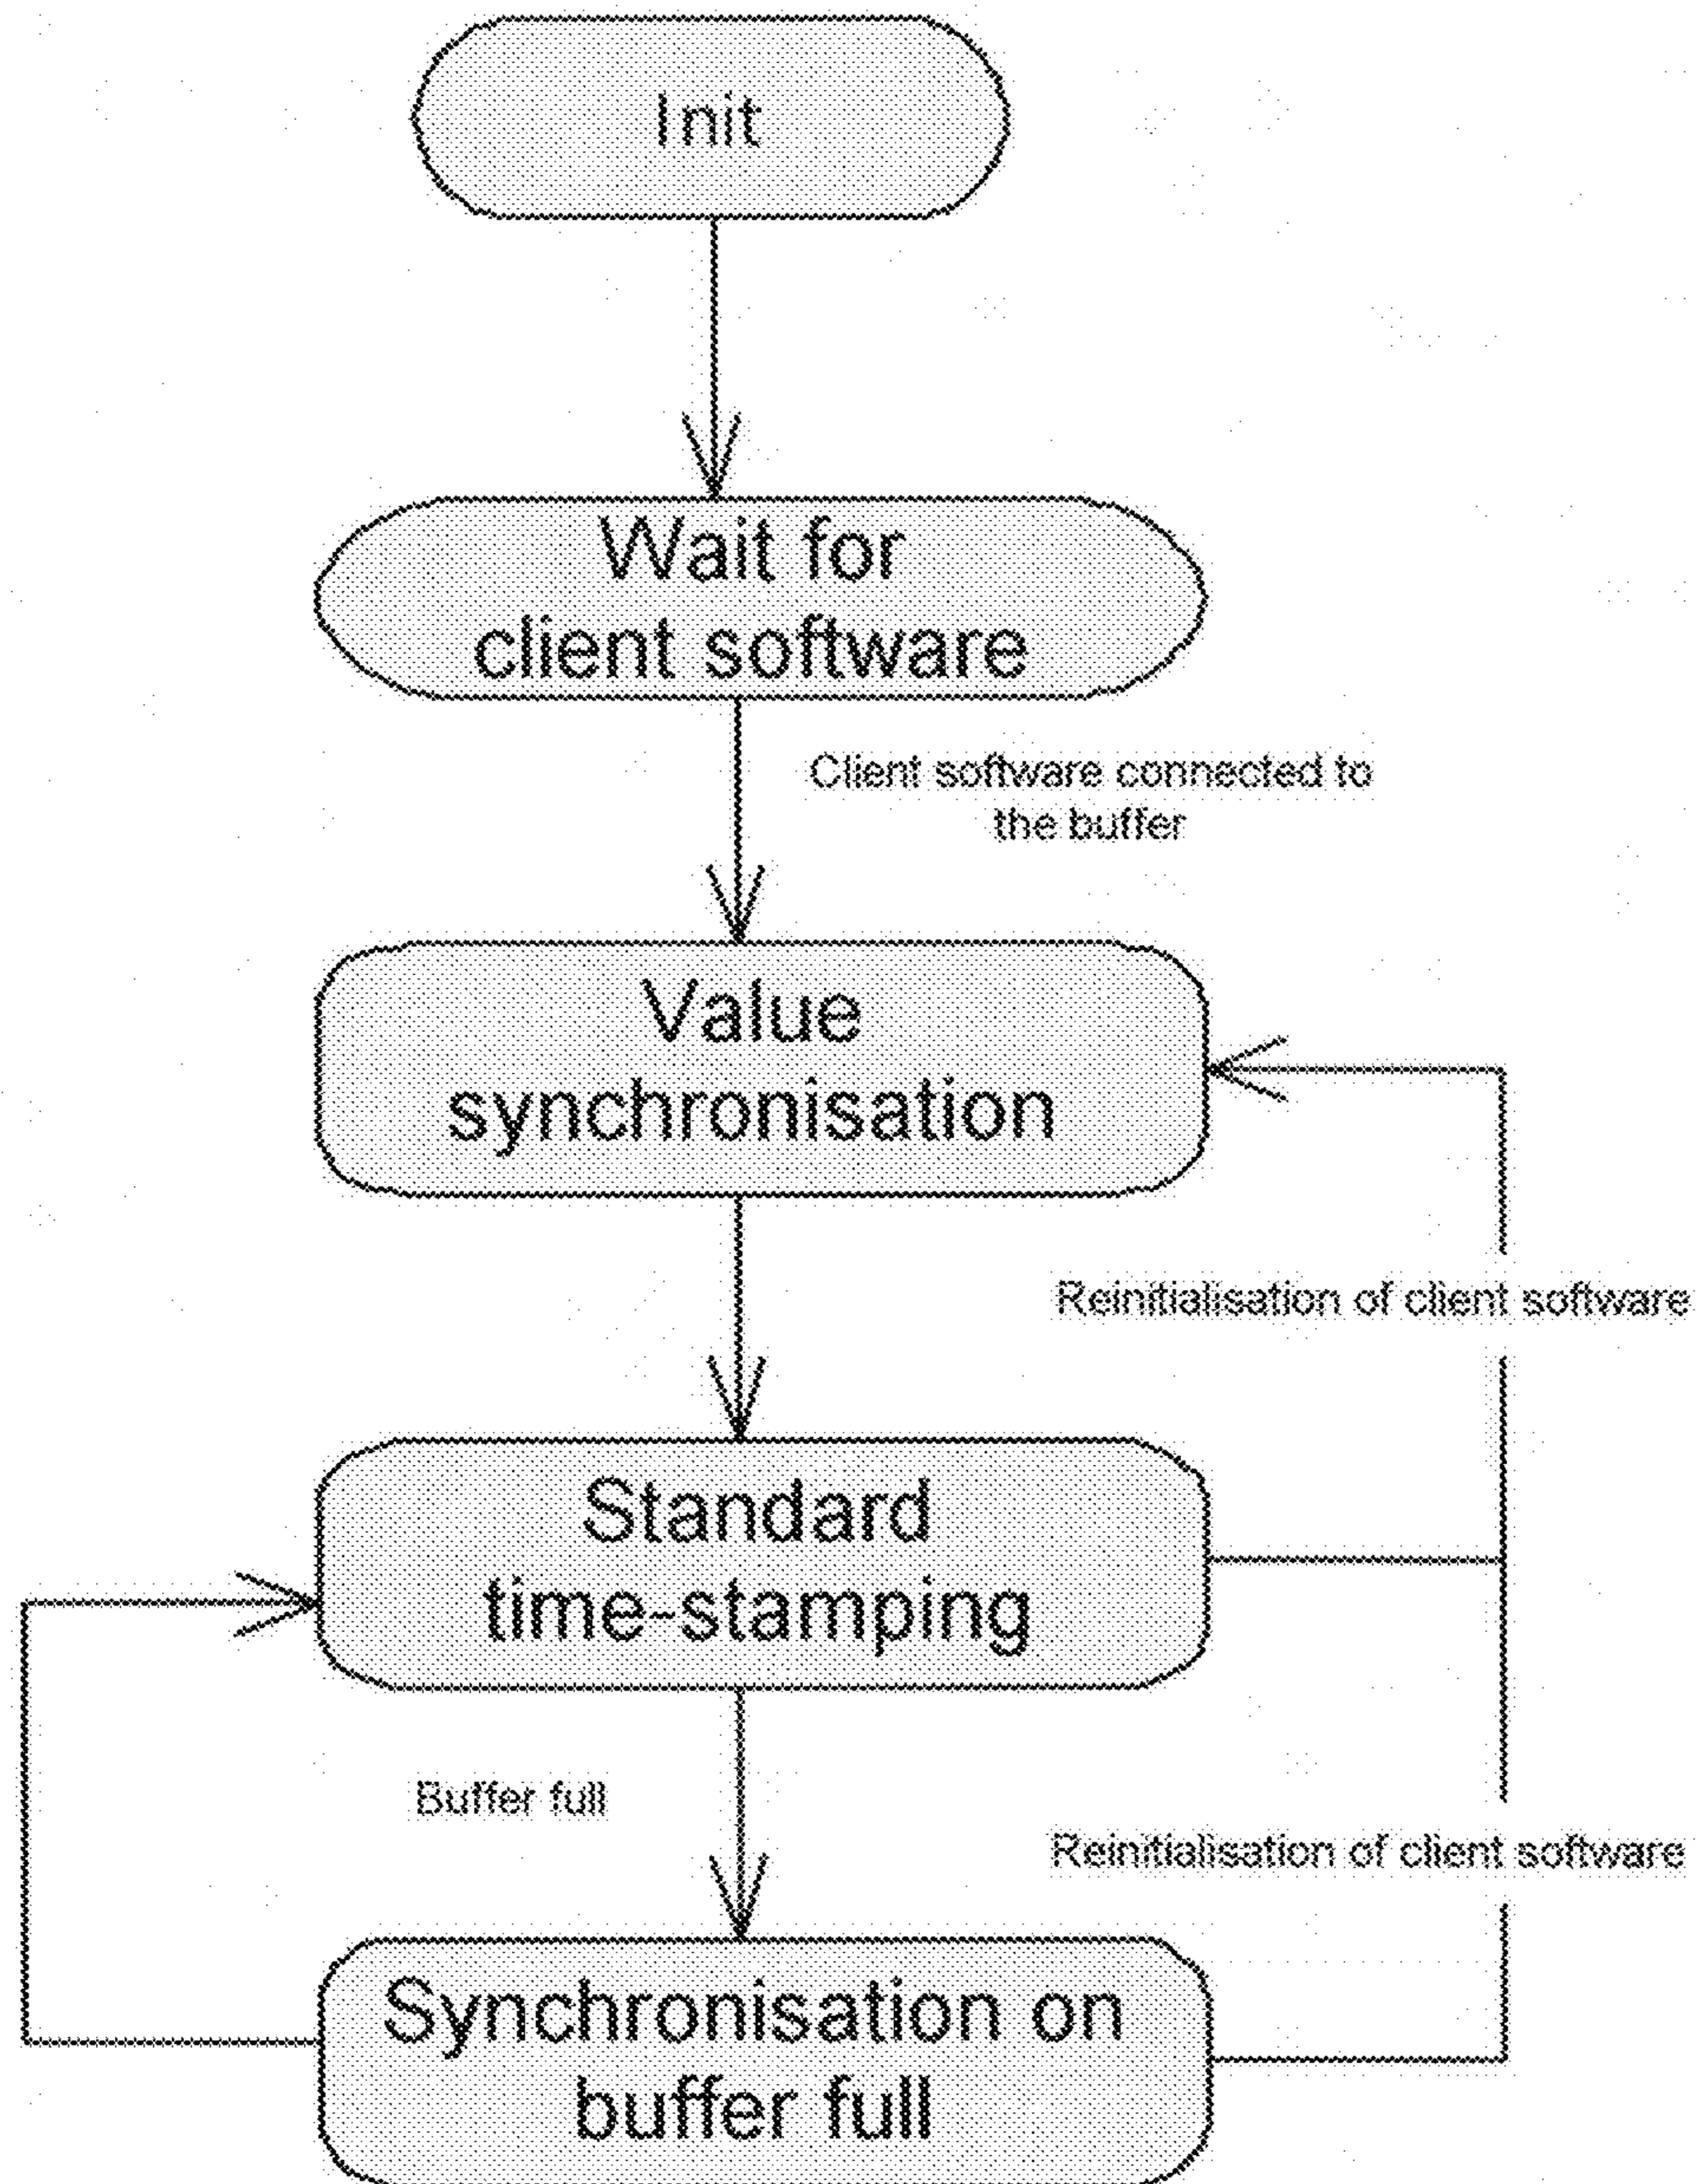 Init
Wait for
client software
Client software connected to
the buffer
Value
synchronisation
Reinitialisation of client software
Standard
time-stamping
Buffer full
Reinitialisation of client software
Synchronisation on
buffer full